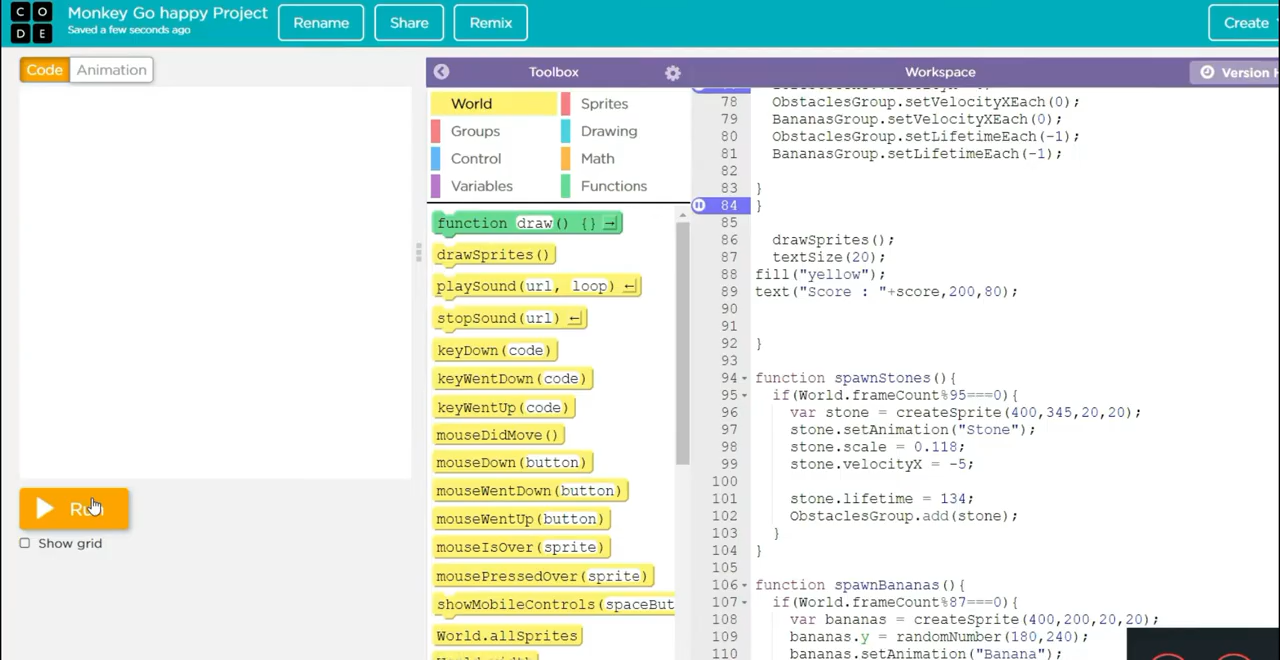 CO
DE
Monkey Go happy Project
Saved a few seconds ago
Rename
Share
Remix
Create
Code
Animation
Toolbox
Workspace
Version
World
Sprites
Groups
Drawing
Control
Math
Variables
Functions
function draw() {}
drawSprites()
playSound(url, loop)
stopSound(url)
keyDown(code)
keyWentDown(code)
keyWentUp(code)
mouseDidMove()
mouseDown(button)
mouseWentDown(button)
mouseWentUp(button)
mouseIsOver(sprite)
mousePressedOver(sprite)
showMobileControls(spaceBut
World.allSprites
78 ObstaclesGroup.setVelocityXEach(0);
79 BananasGroup.setVelocityXEach(0);
80 ObstaclesGroup.setLifetimeEach(-1);
81 BananasGroup.setLifetimeEach(-1);
82
83 }
84 }
85
86 drawSprites();
87 textSize(20);
88 fill("yellow");
89 text("Score : "+score,200,80);
90
91
92 }
93
94 function spawnStones(){
95 if(World.frameCount%95===0){
96 var stone = createSprite(400,345,20,20);
97 stone.setAnimation("Stone");
98 stone.scale = 0.118;
99 stone.velocityX = -5;
100
101 stone.lifetime = 134;
102 ObstaclesGroup.add(stone);
103 }
104 }
105
106 function spawnBananas(){
107 if(World.frameCount%87===0){
108 var bananas = createSprite(400,200,20,20);
109 bananas.y = randomNumber(180,240);
110 bananas.setAnimation("Banana");
Run
Show grid